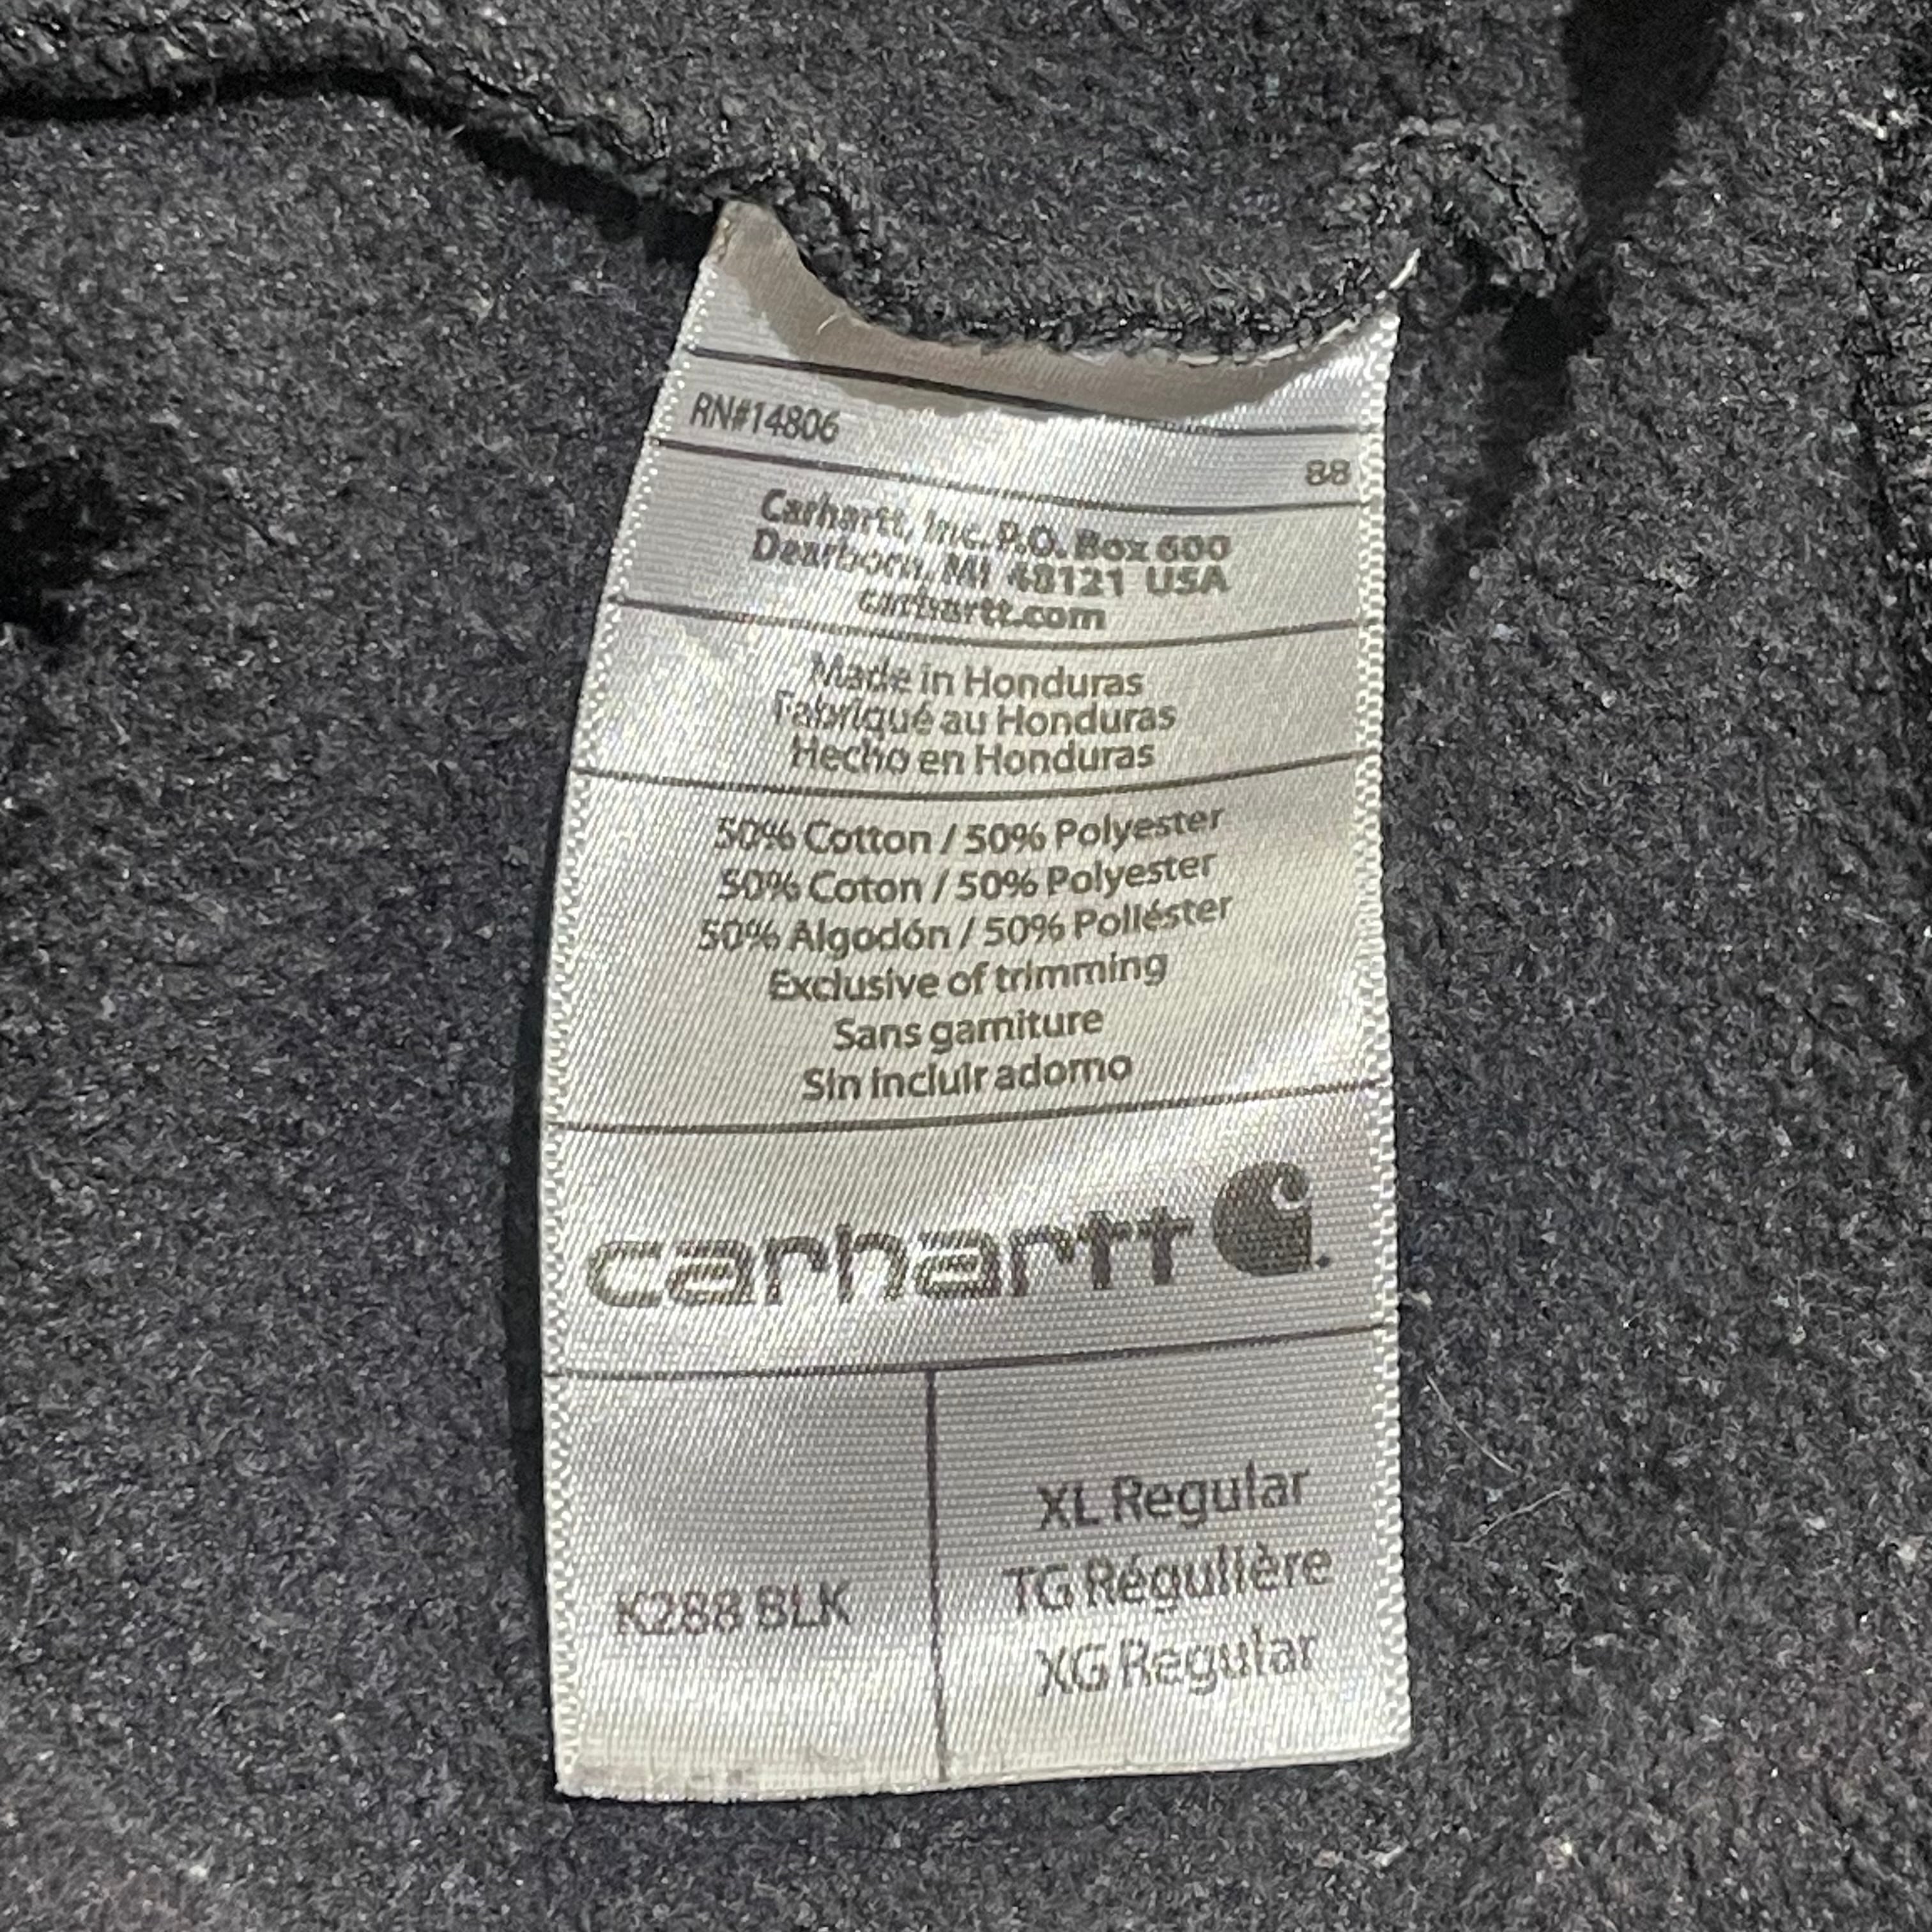 RN#14806
88
Carhartt, Inc. P.O. Box 600
Dearborn, MI 48121 USA
carhartt.com
Made in Honduras
Fabriqué au Honduras
Hecho en Honduras
50% Cotton / 50% Polyester
50% Coton / 50% Polyester
50% Algodón / 50% Poliéster
Exclusive of trimming
Sans garniture
Sin incluir adorno
carhartt
K288 BLK
XL Regular
TG Régulière
XG Regular